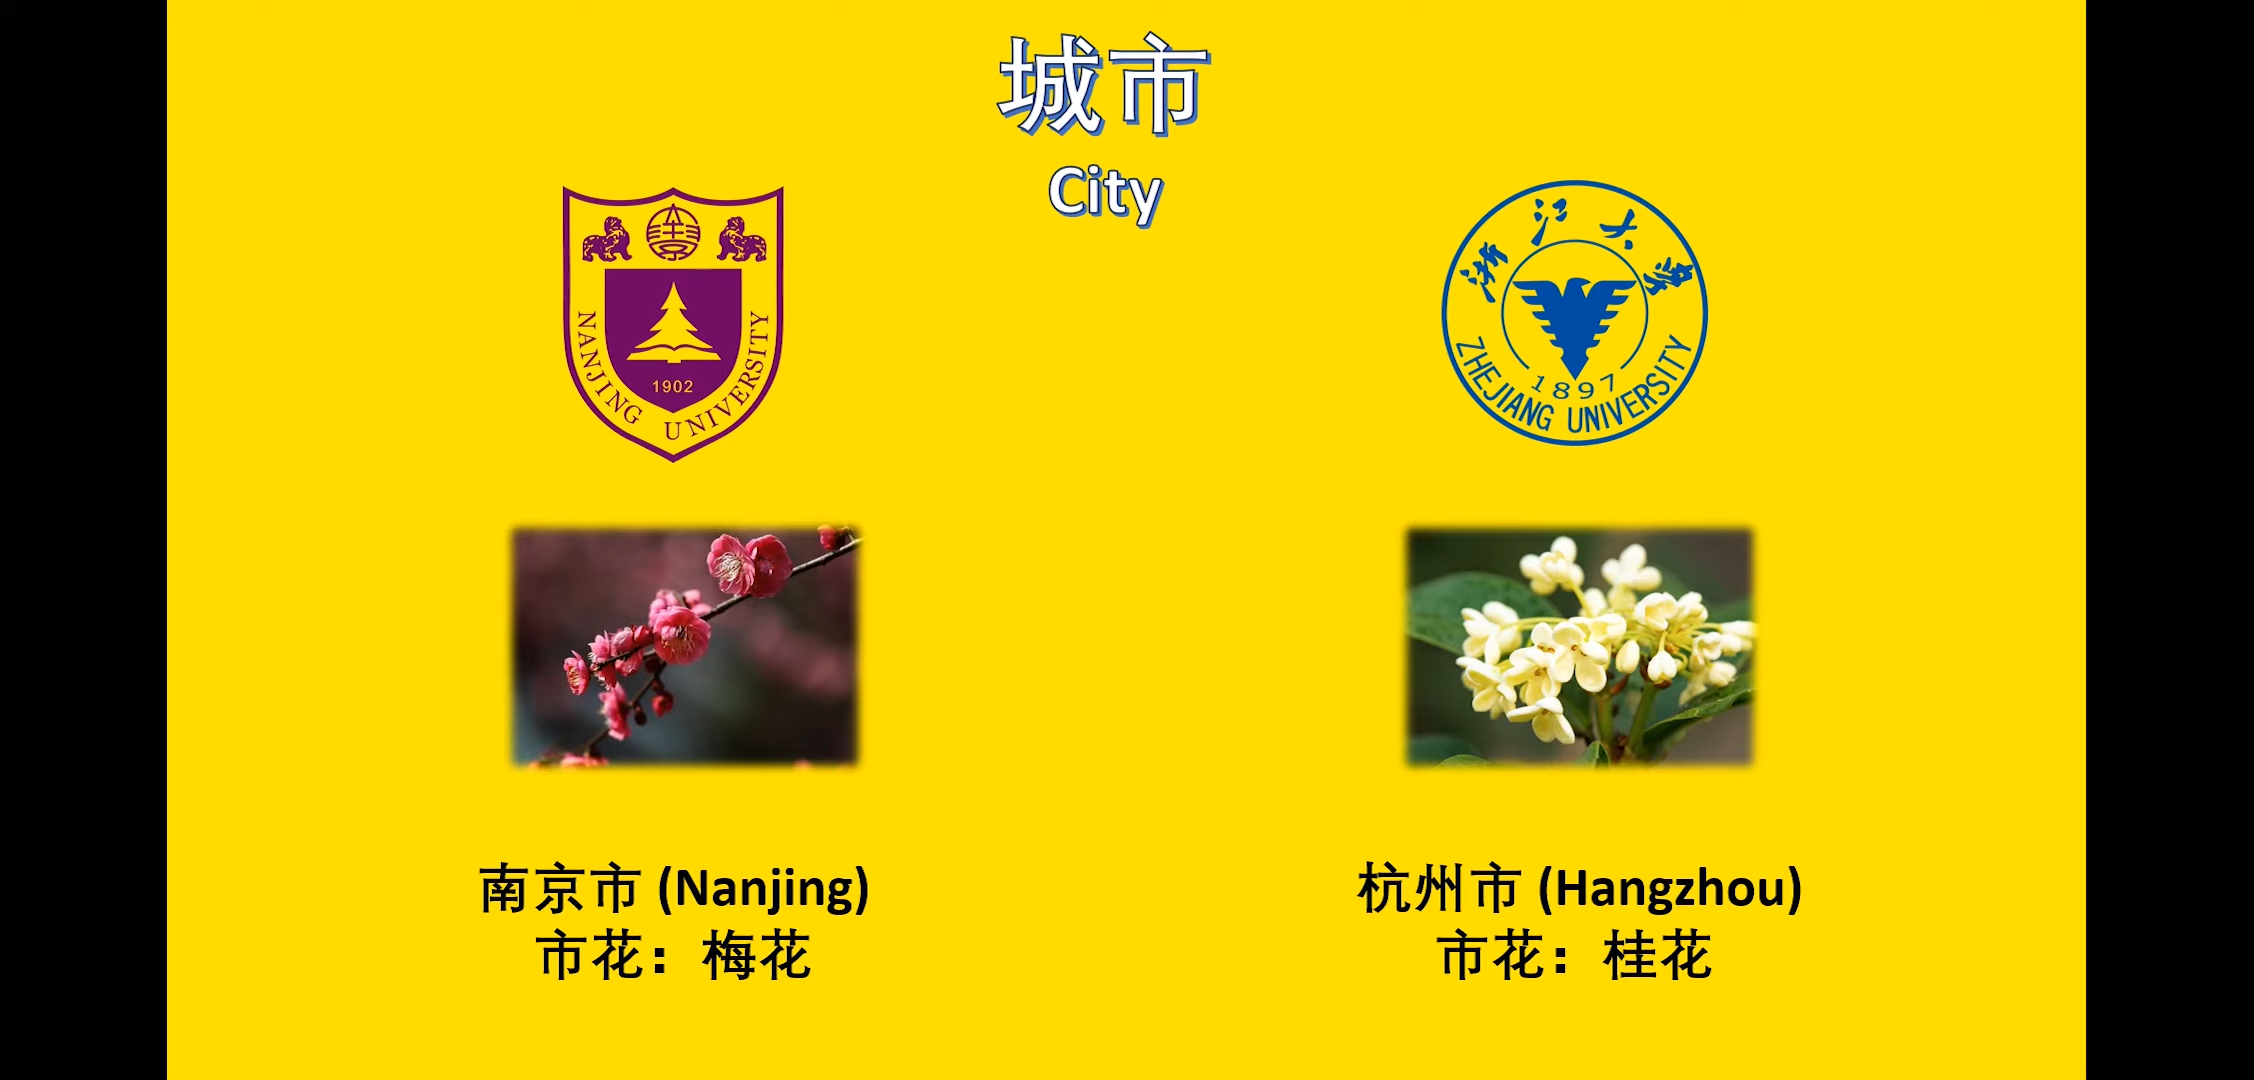 城市
City
NANJING UNIVERSITY
1902
浙江大学
1897
ZHEJIANG UNIVERSITY
南京市 (Nanjing)
市花：梅花
杭州市 (Hangzhou)
市花：桂花